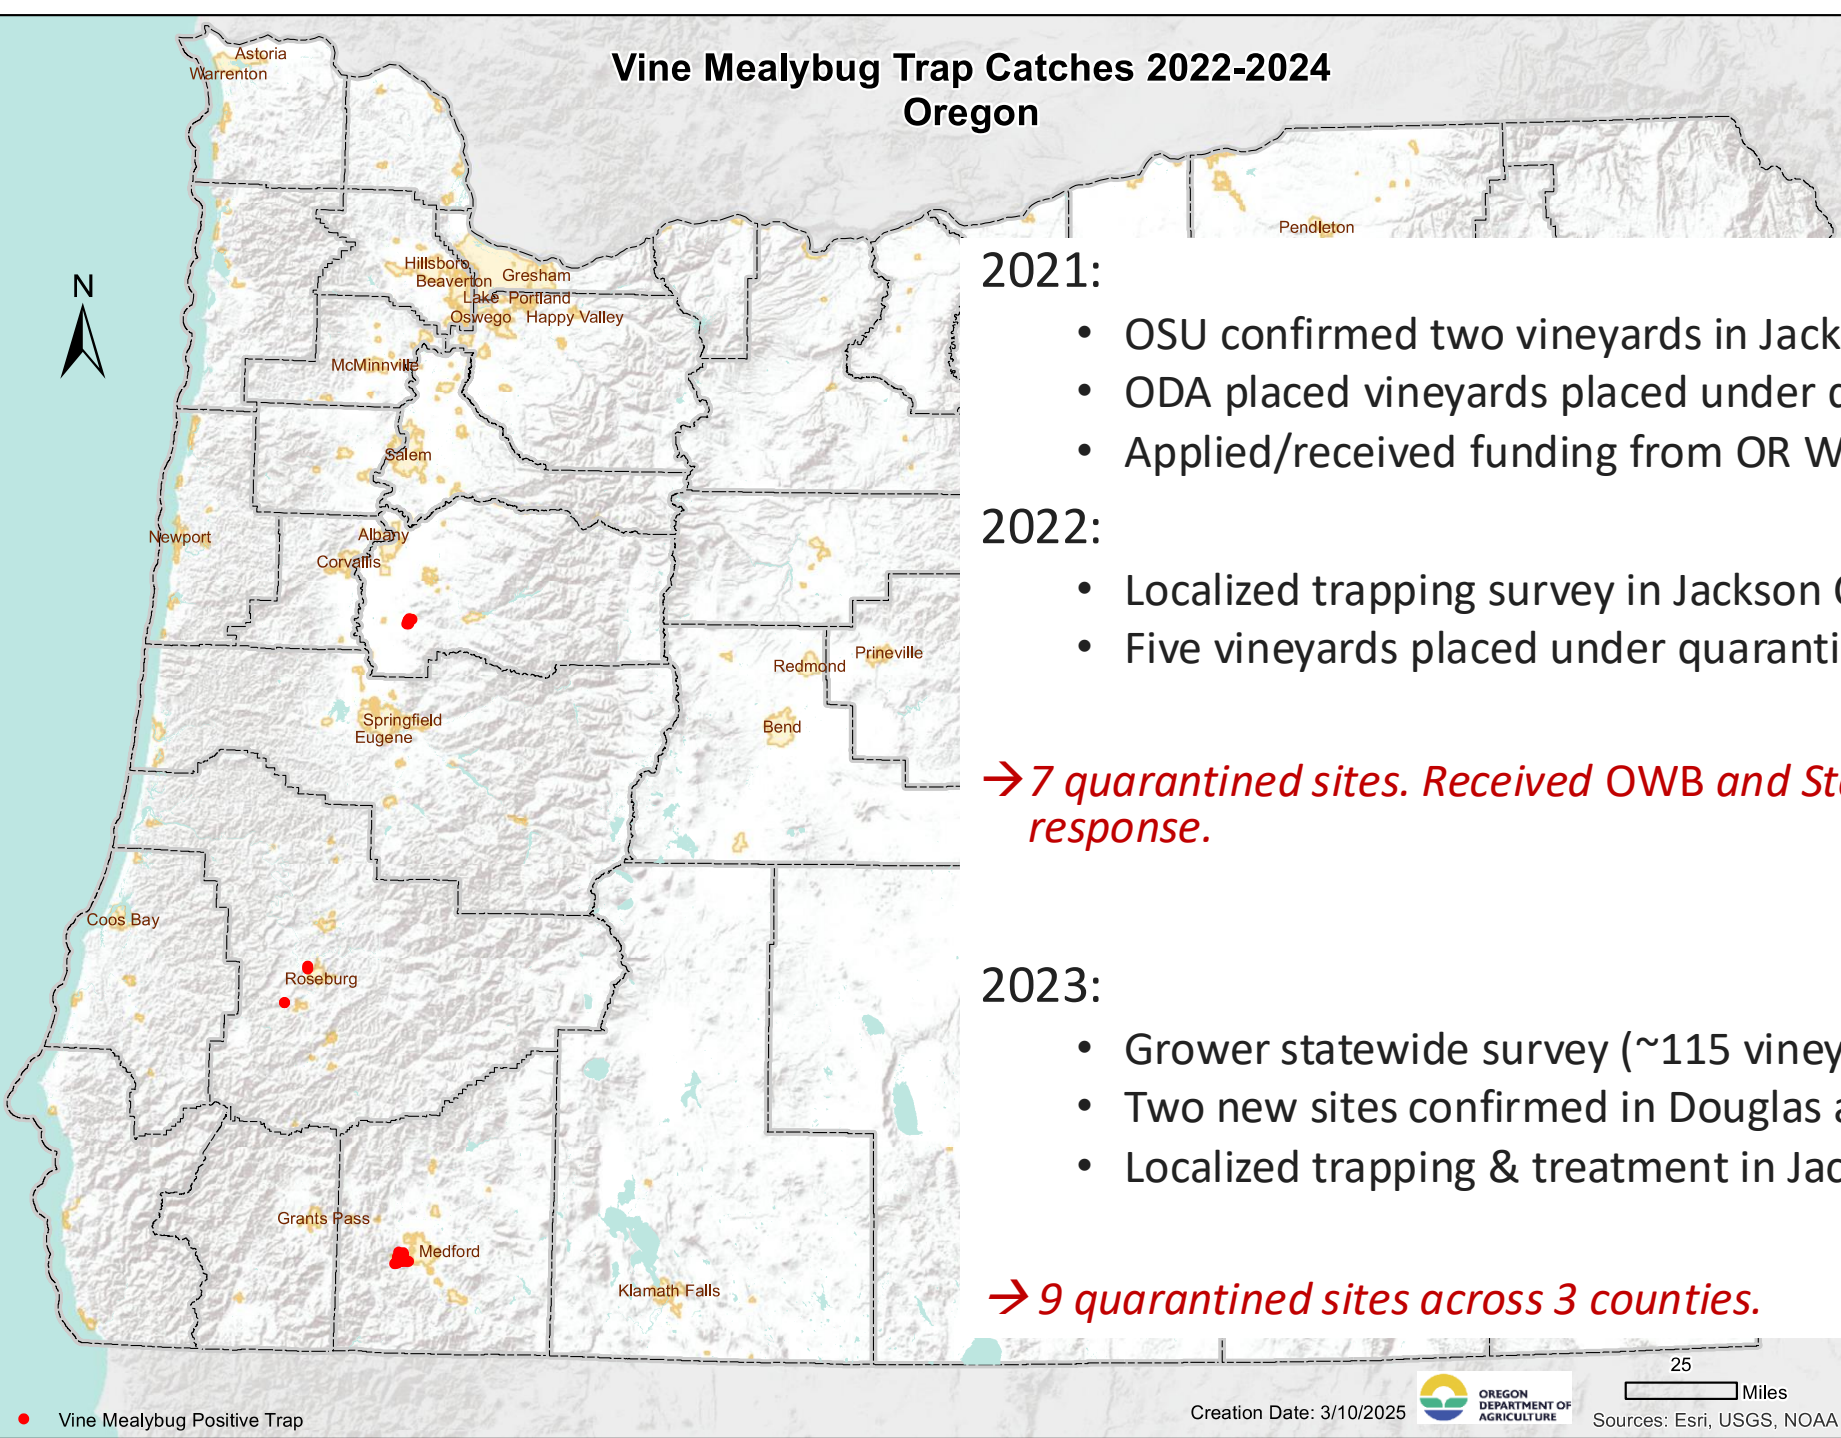 Vine Mealybug Trap Catches 2022-2024
Oregon
Astoria
Warrenton
Pendleton
N
Hillsboro
Gresham
Beaverton
Lake Portland
Oswego Happy Valley
McMinnville
Salem
Newport
Albany
Corvallis
Redmond
Prineville
Springfield
Eugene
Bend
Coos Bay
Roseburg
Grants Pass
Medford
Klamath Falls
2021:
• OSU confirmed two vineyards in Jack
• ODA placed vineyards placed under
• Applied/received funding from OR W
2022:
• Localized trapping survey in Jackson
• Five vineyards placed under quaranti
→ 7 quarantined sites. Received OWB and St
response.
2023:
• Grower statewide survey (~115 viney
• Two new sites confirmed in Douglas a
• Localized trapping & treatment in Jac
→ 9 quarantined sites across 3 counties.
Vine Mealybug Positive Trap
Creation Date: 3/10/2025
OREGON
DEPARTMENT OF
AGRICULTURE
25
Miles
Sources: Esri, USGS, NOAA